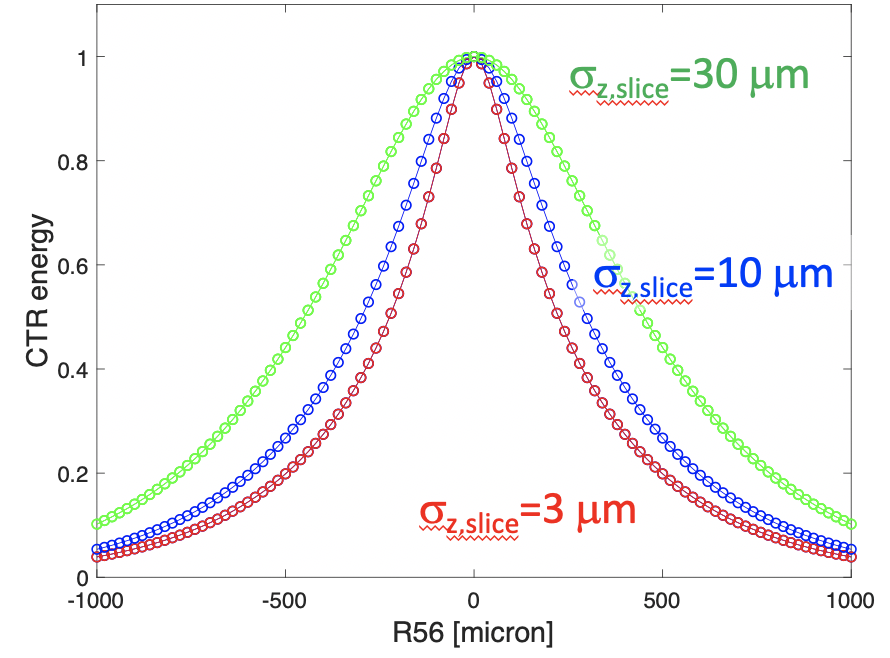 1
0.8
0.6
0.4
0.2
0
-1000
-500
0
500
1000
CTR energy
R56 [micron]
σz,slice=30 μm
σz,slice=10 μm
σz,slice=3 μm